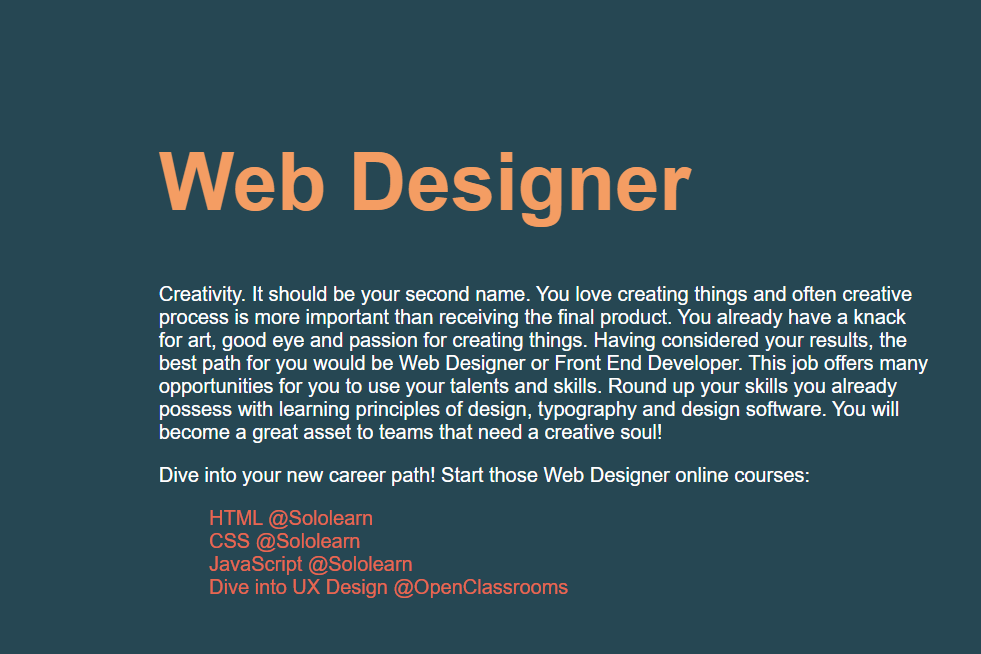 Web Designer
Creativity. It should be your second name. You love creating things and often creative
process is more important than receiving the final product. You already have a knack
for art, good eye and passion for creating things. Having considered your results, the
best path for you would be Web Designer or Front End Developer. This job offers many
opportunities for you to use your talents and skills. Round up your skills you already
possess with learning principles of design, typography and design software. You will
become a great asset to teams that need a creative soul!
Dive into your new career path! Start those Web Designer online courses:
HTML @Sololearn
CSS @Sololearn
JavaScript @Sololearn
Dive into UX Design @OpenClassrooms